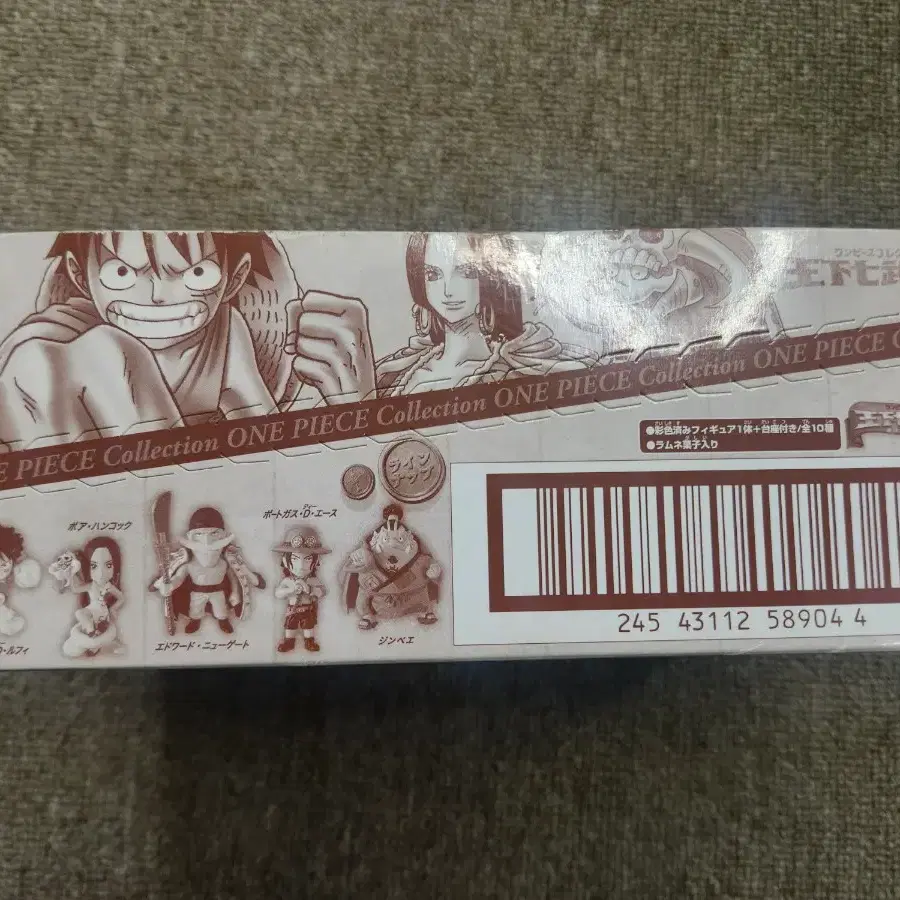 ワンピースコレ
王下七武
E PIECE Collection ONE PIECE Collection ONE PIECE Collection ONE PIECE C
●彩色済みフィギュア1体+台座付き/全10種
●ラムネ菓子入り
ライン
ナップ
ボア・ハンコック
ポートガス・D・エース
・ルフィ
エドワード・ニューゲート
ジンベエ
245 43112 58904 4